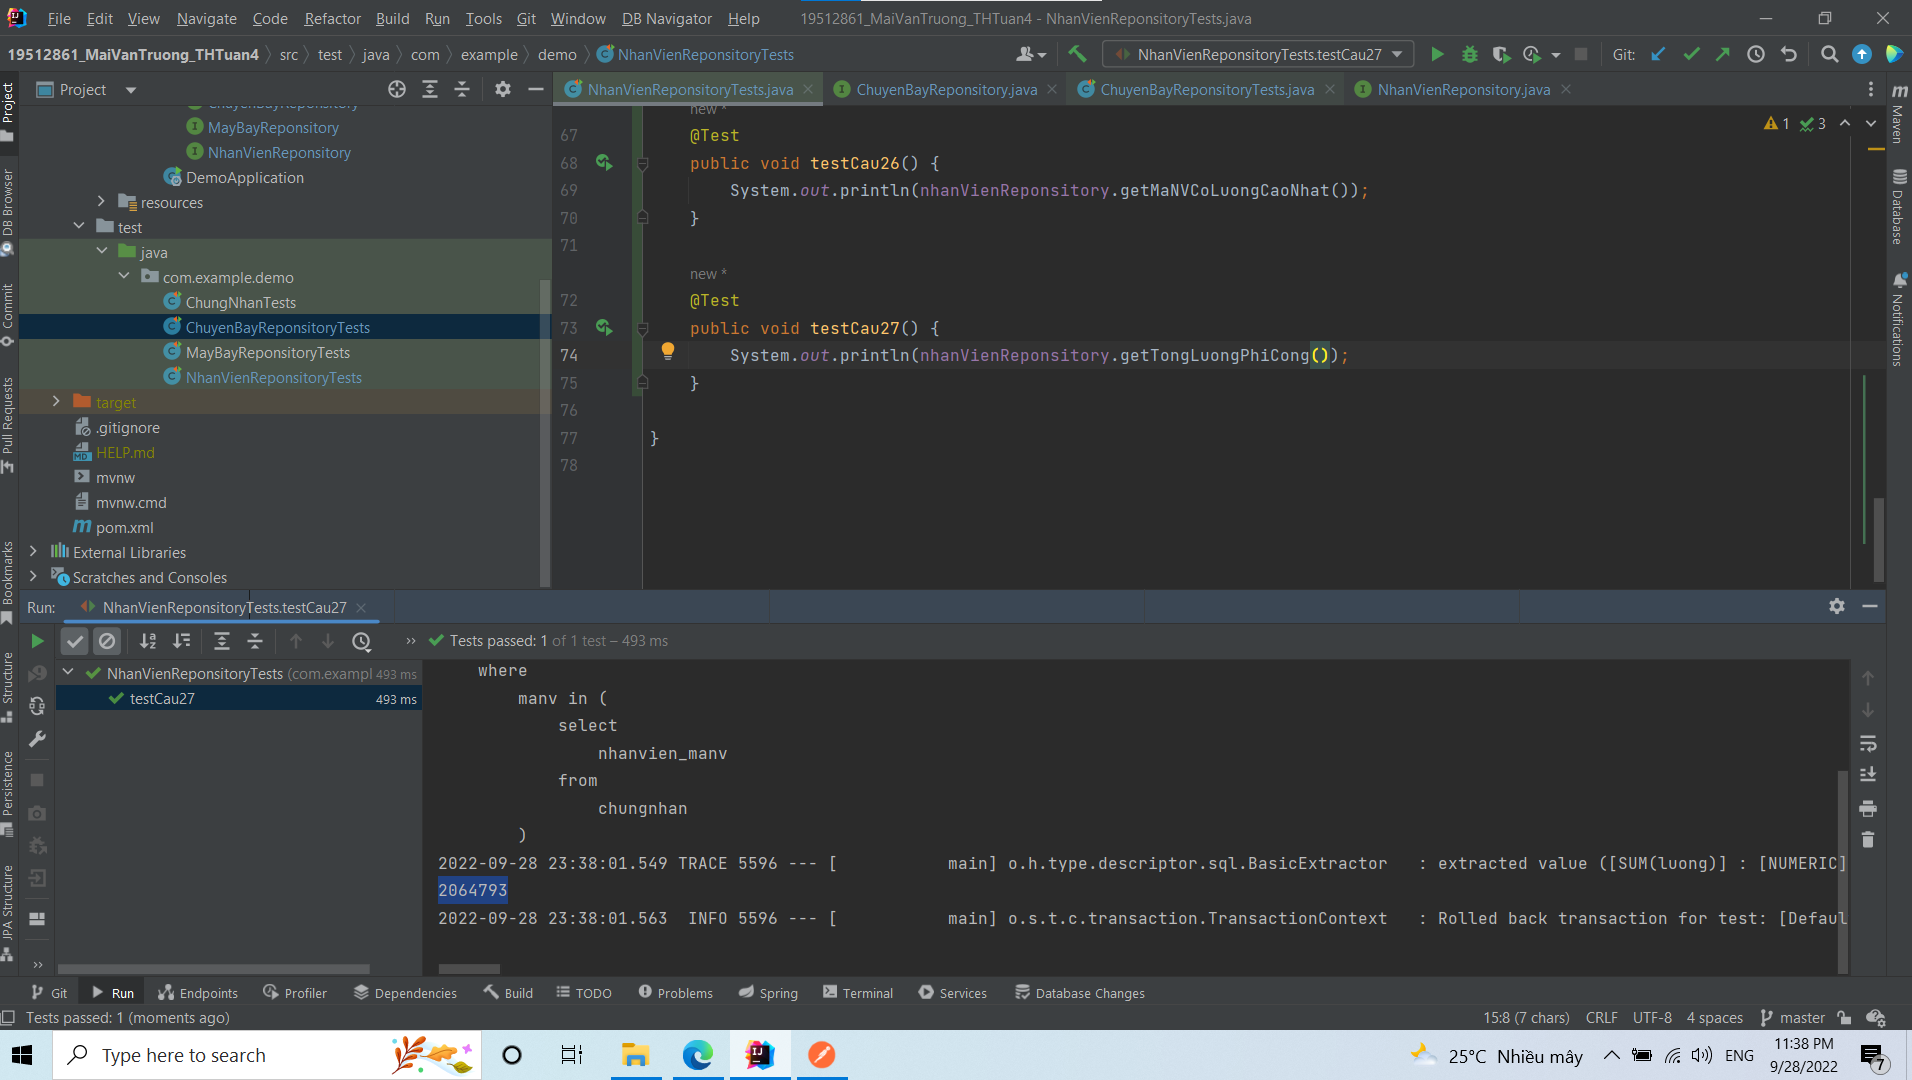 File Edit View Navigate Code Refactor Build Run Tools Git Window DB Navigator Help 19512861_MaiVanTruong_THTuan4 - NhanVienReponsitoryTests.java
19512861_MaiVanTruong_THTuan4 src test java com example demo NhanVienReponsitoryTests NhanVienReponsitoryTests.testCau27 Git:
Project
NhanVienReponsitoryTests.java ChuyenBayReponsitory.java ChuyenBayReponsitoryTests.java NhanVienReponsitory.java
ChuyenBayReponsitory
MayBayReponsitory
NhanVienReponsitory
DemoApplication
resources
test
java
com.example.demo
ChungNhanTests
ChuyenBayReponsitoryTests
MayBayReponsitoryTests
NhanVienReponsitoryTests
target
.gitignore
HELP.md
mvnw
mvnw.cmd
pom.xml
External Libraries
Scratches and Consoles
new *
1 3
67 @Test
68 public void testCau26() {
69 System.out.println(nhanVienReponsitory.getMaNVCoLuongCaoNhat());
70 }
71
new *
72 @Test
73 public void testCau27() {
74 System.out.println(nhanVienReponsitory.getTongLuongPhiCong());
75 }
76
77 }
78
Project
DB Browser
Commit
Pull Requests
Bookmarks
Structure
Persistence
JPA Structure
Maven
Database
Notifications
Run: NhanVienReponsitoryTests.testCau27
Tests passed: 1 of 1 test – 493 ms
NhanVienReponsitoryTests (com.exampl 493 ms
testCau27 493 ms
where
manv in (
select
nhanvien_manv
from
chungnhan
)
2022-09-28 23:38:01.549 TRACE 5596 --- [ main] o.h.type.descriptor.sql.BasicExtractor : extracted value ([SUM(luong)] : [NUMERIC]
2064793
2022-09-28 23:38:01.563 INFO 5596 --- [ main] o.s.t.c.transaction.TransactionContext : Rolled back transaction for test: [Defaul
Git Run Endpoints Profiler Dependencies Build TODO Problems Spring Terminal Services Database Changes
Tests passed: 1 (moments ago) 15:8 (7 chars) CRLF UTF-8 4 spaces master
Type here to search 25°C Nhiều mây ENG 11:38 PM
9/28/2022 7